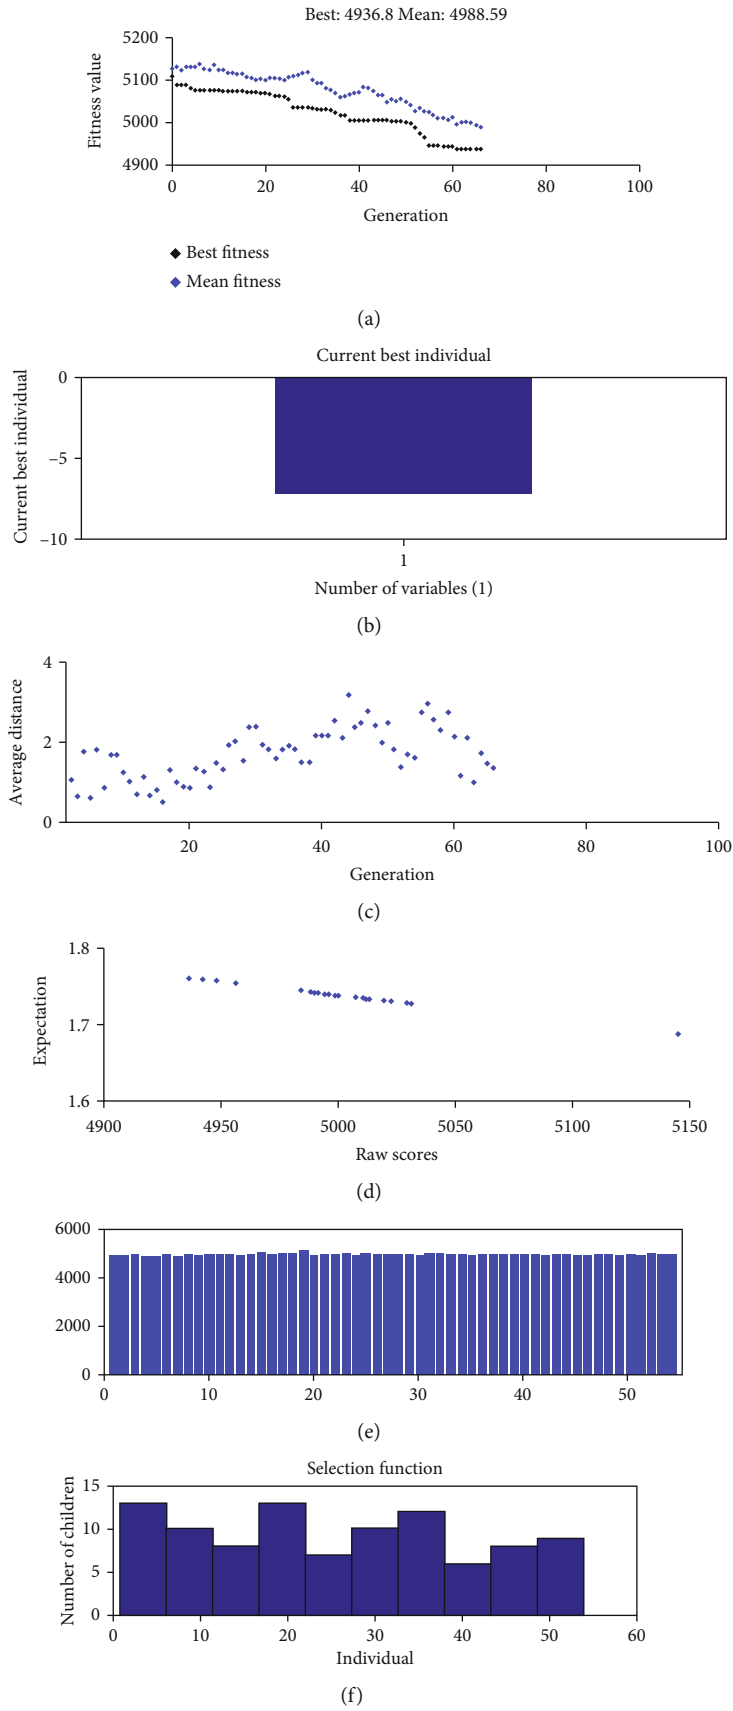 Best: 4936.8 Mean: 4988.59
5200
5100
5000
4900
Fitness value
0 20 40 60 80 100
Generation
Best fitness
Mean fitness
(a)
Current best individual
0
−5
−10
Current best individual
1
Number of variables (1)
(b)
4
2
0
Average distance
20 40 60 80 100
Generation
(c)
1.8
1.7
1.6
Expectation
4900 4950 5000 5050 5100 5150
Raw scores
(d)
6000
4000
2000
0
0 10 20 30 40 50
(e)
Selection function
15
10
5
0
Number of children
0 10 20 30 40 50 60
Individual
(f)